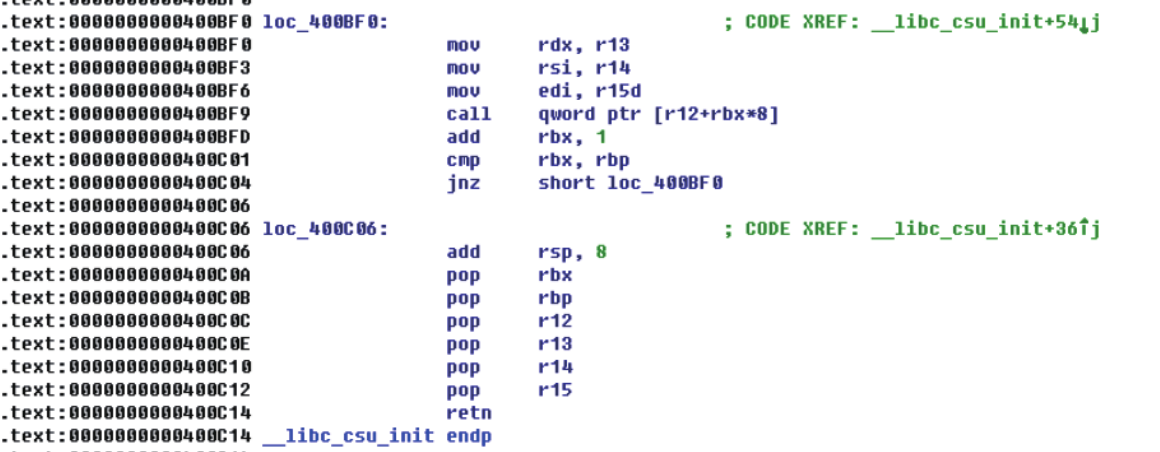 .text:0000000000400BF0 loc_400BF0: ; CODE XREF: __libc_csu_init+54↓j
.text:0000000000400BF0 mov rdx, r13
.text:0000000000400BF3 mov rsi, r14
.text:0000000000400BF6 mov edi, r15d
.text:0000000000400BF9 call qword ptr [r12+rbx*8]
.text:0000000000400BFD add rbx, 1
.text:0000000000400C01 cmp rbx, rbp
.text:0000000000400C04 jnz short loc_400BF0
.text:0000000000400C06
.text:0000000000400C06 loc_400C06: ; CODE XREF: __libc_csu_init+36↑j
.text:0000000000400C06 add rsp, 8
.text:0000000000400C0A pop rbx
.text:0000000000400C0B pop rbp
.text:0000000000400C0C pop r12
.text:0000000000400C0E pop r13
.text:0000000000400C10 pop r14
.text:0000000000400C12 pop r15
.text:0000000000400C14 retn
.text:0000000000400C14 __libc_csu_init endp